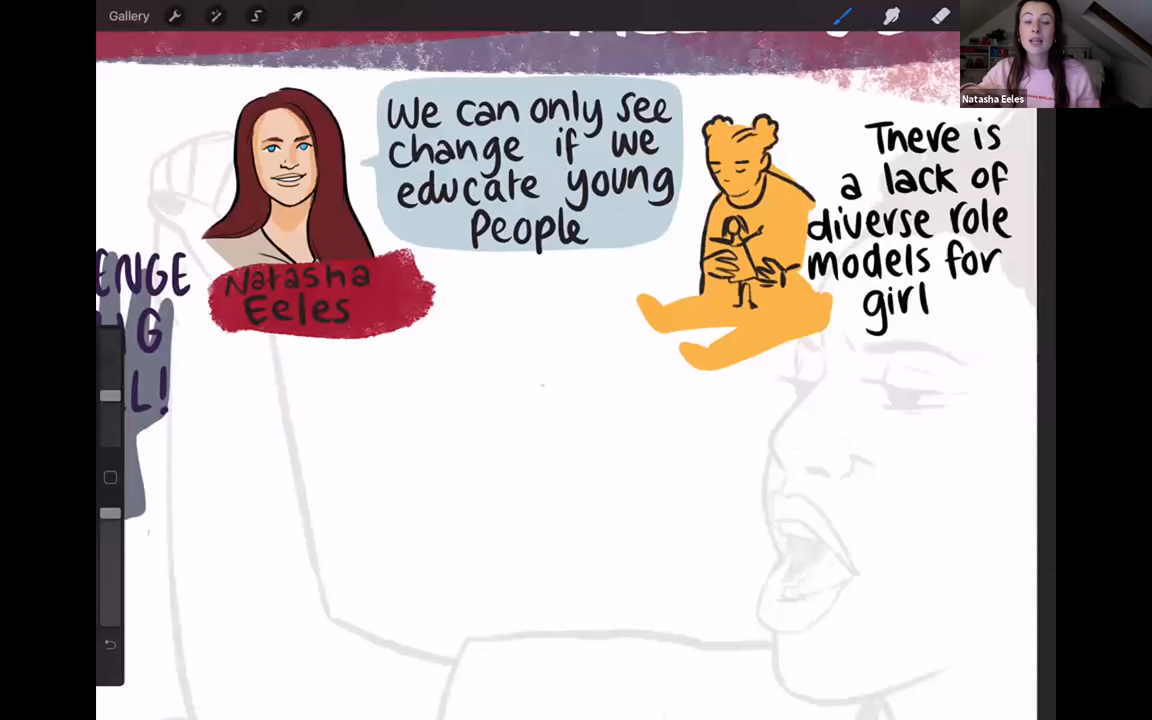 Gallery
Natasha Eeles
We can only see
change if we
educate young
People
There is
a lack of
diverse role
models for
girl
Natasha
Eeles
ENGE
L!